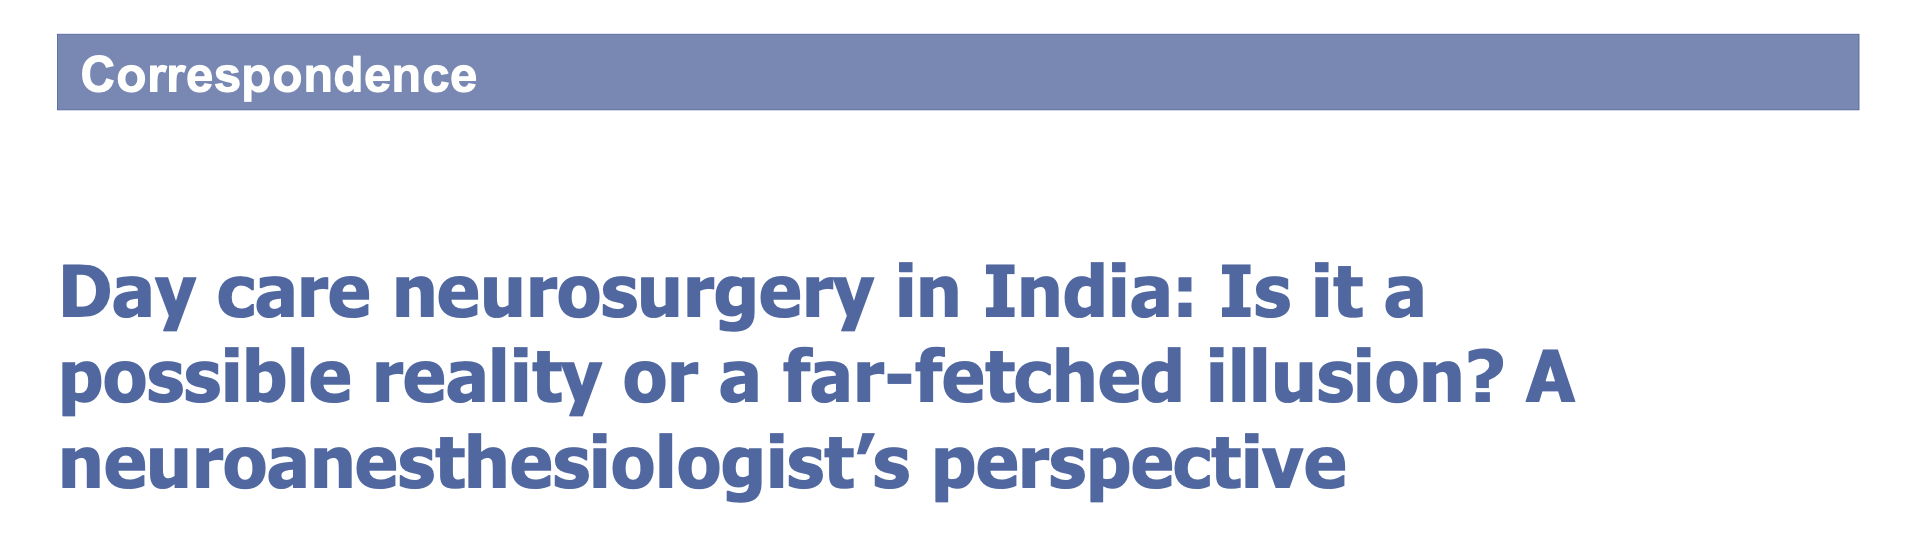 Correspondence
Day care neurosurgery in India: Is it a
possible reality or a far-fetched illusion? A
neuroanesthesiologist’s perspective